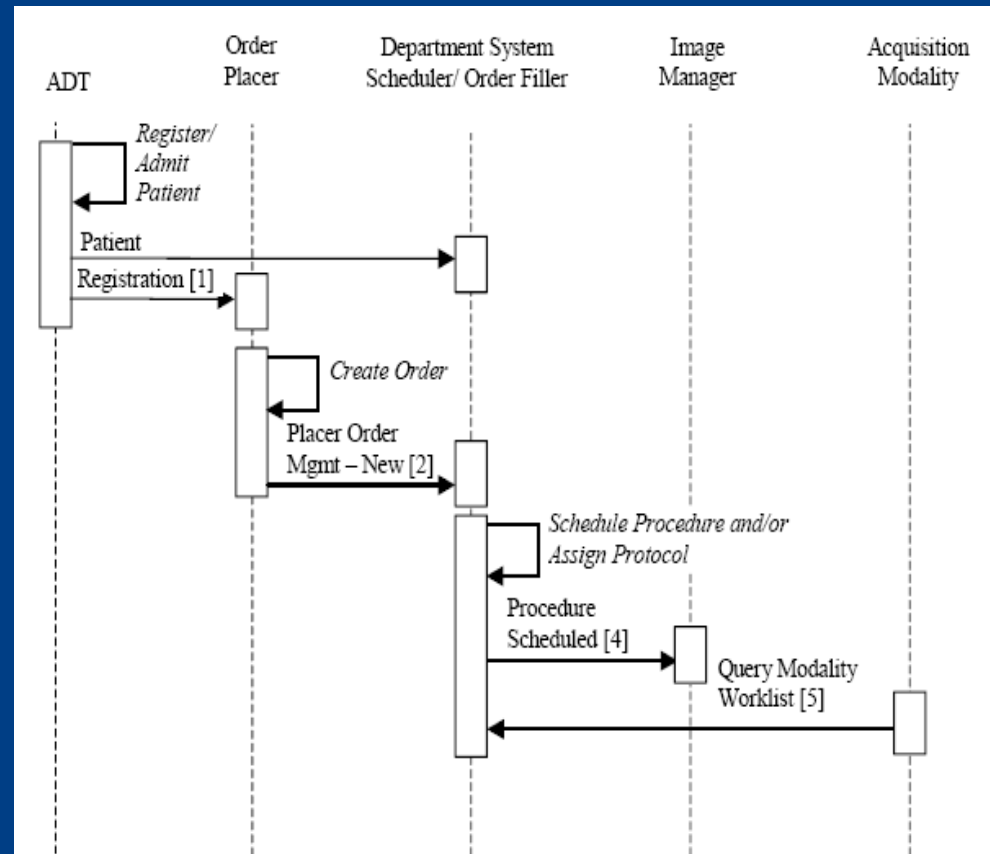 ADT
Order
Placer
Department System
Scheduler/ Order Filler
Image
Manager
Acquisition
Modality
Register/
Admit
Patient
Patient
Registration [1]
Create Order
Placer Order
Mgmt – New [2]
Schedule Procedure and/or
Assign Protocol
Procedure
Scheduled [4]
Query Modality
Worklist [5]